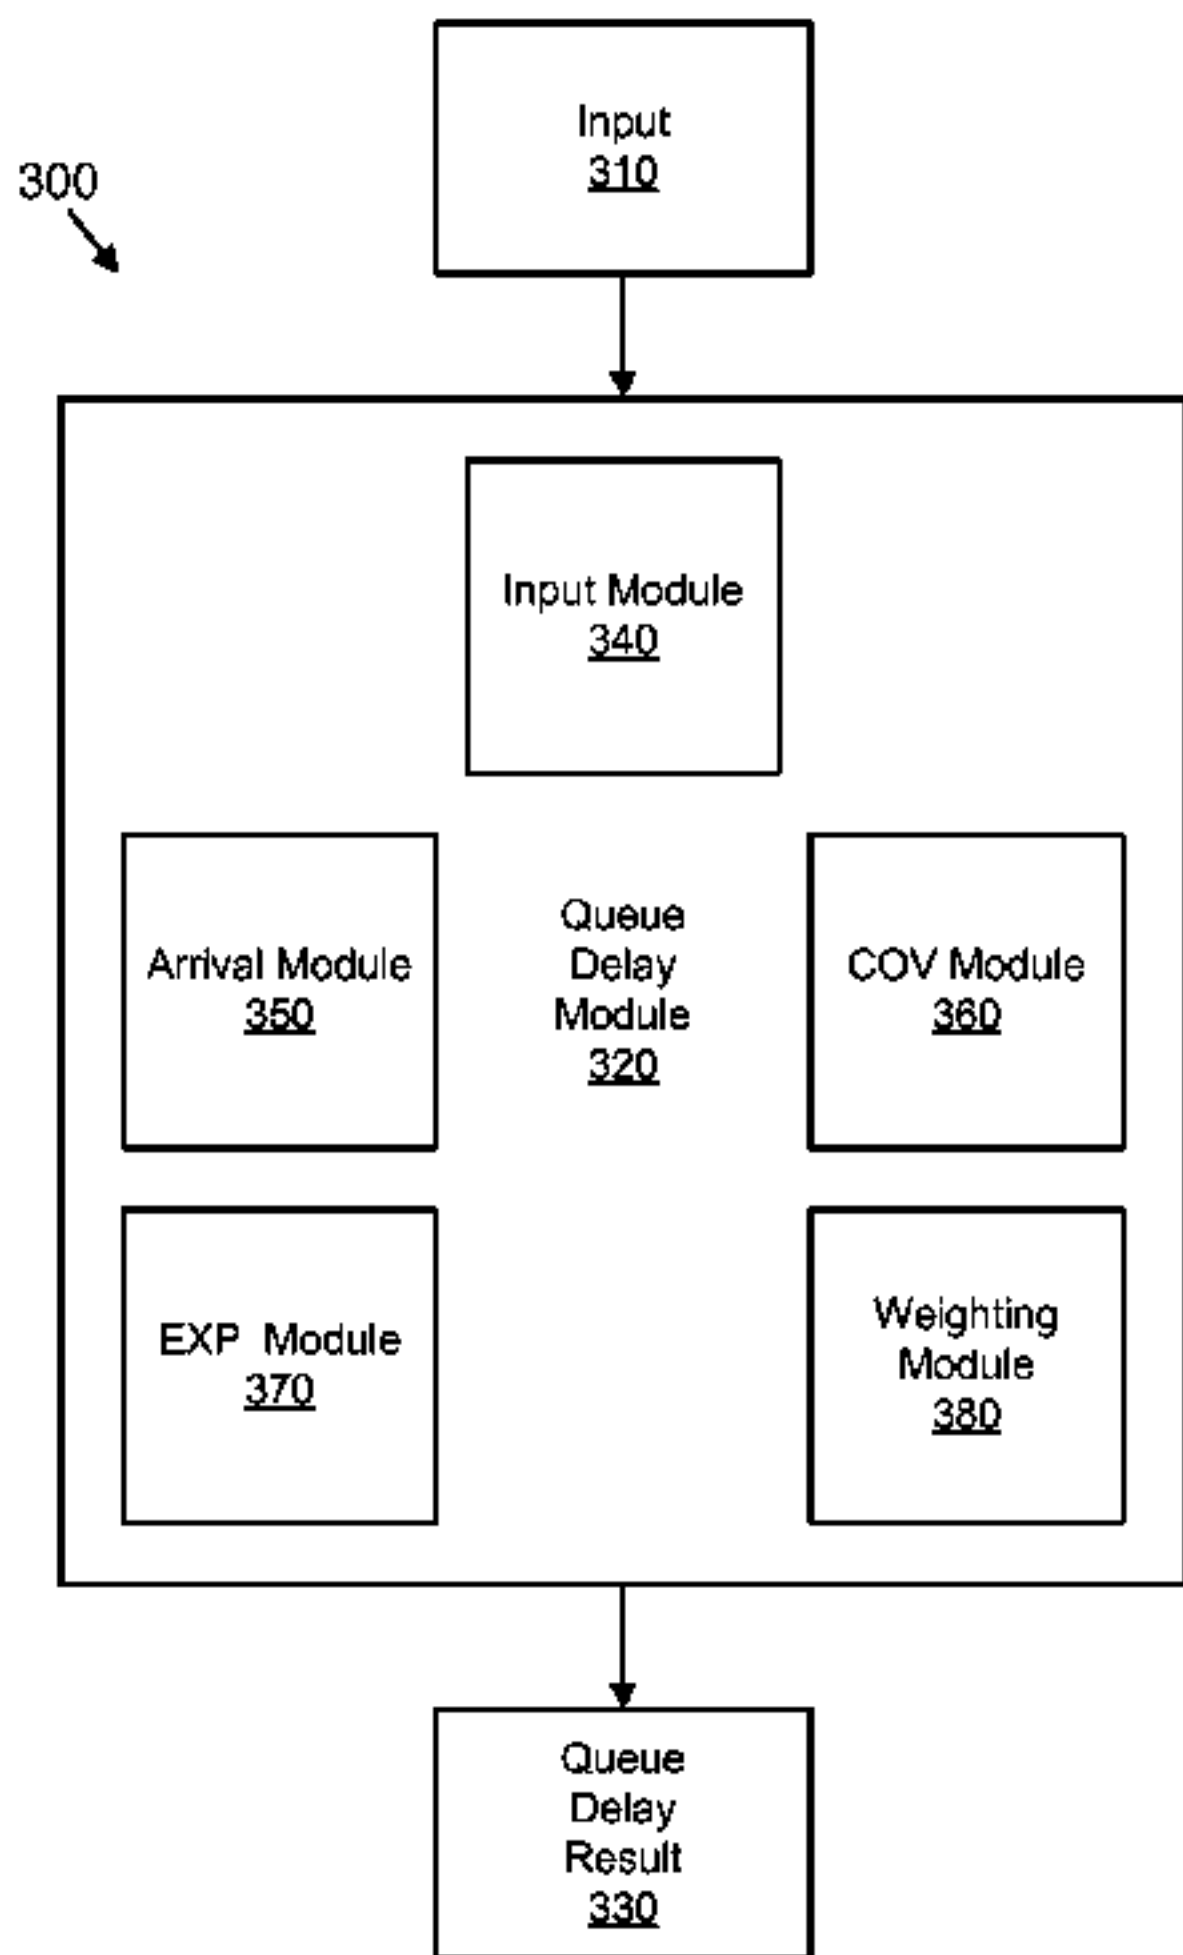 Input
310
300
Input Module
340
Arrival Module
350
Queue
Delay
Module
320
COV Module
360
EXP  Module
370
Weighting
Module
380
Queue
Delay
Result
330